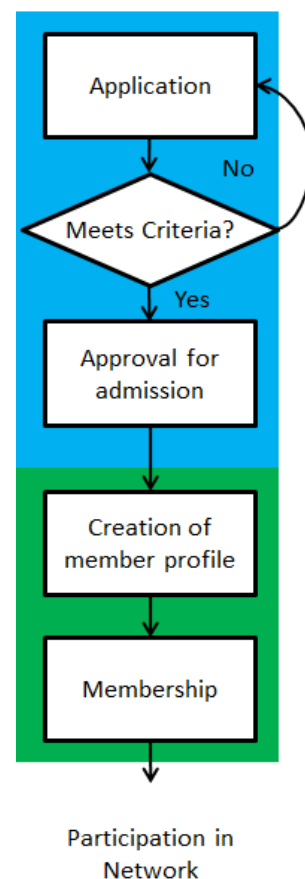 Application
No
Meets Criteria?
Yes
Approval for
admission
Creation of
member profile
Membership
Participation in
Network